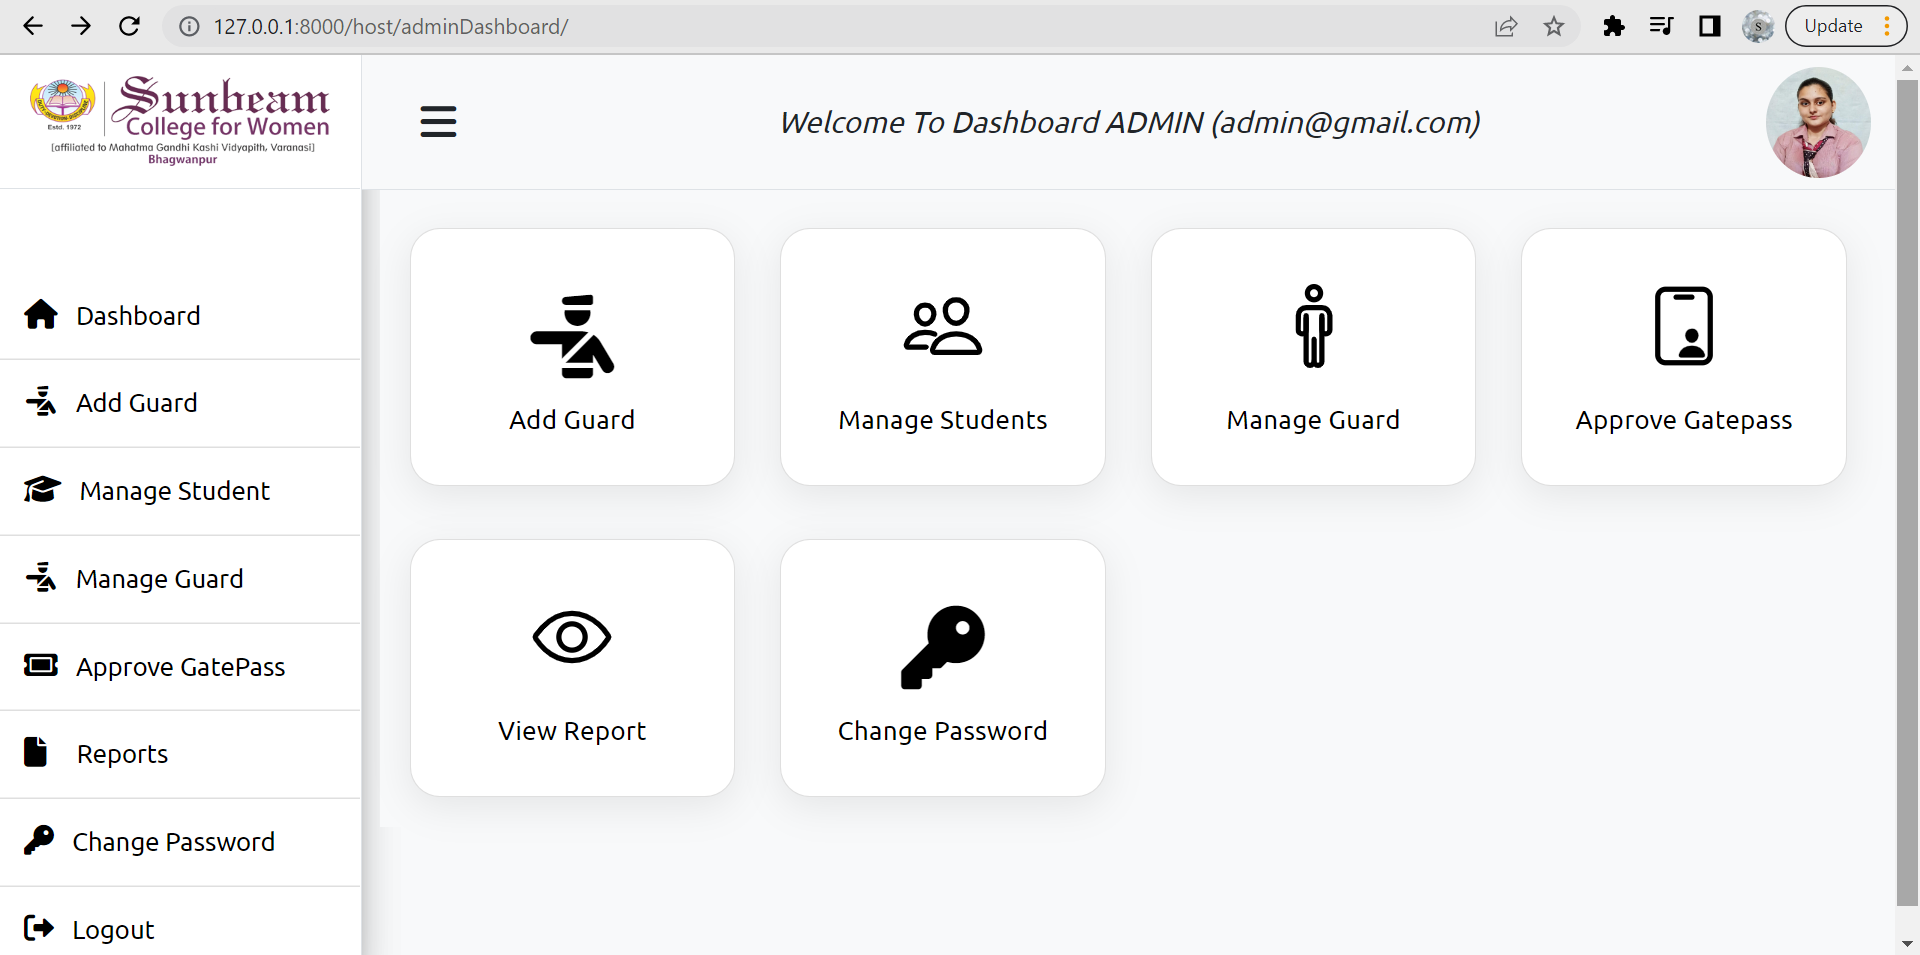 127.0.0.1:8000/host/adminDashboard/
S
Update
Sunbeam
College for Women
Estd. 1972
[affiliated to Mahatma Gandhi Kashi Vidyapith, Varanasi]
Bhagwanpur
Welcome To Dashboard ADMIN (admin@gmail.com)
Dashboard
Add Guard
Manage Student
Manage Guard
Approve GatePass
Reports
Change Password
Logout
Add Guard
Manage Students
Manage Guard
Approve Gatepass
View Report
Change Password